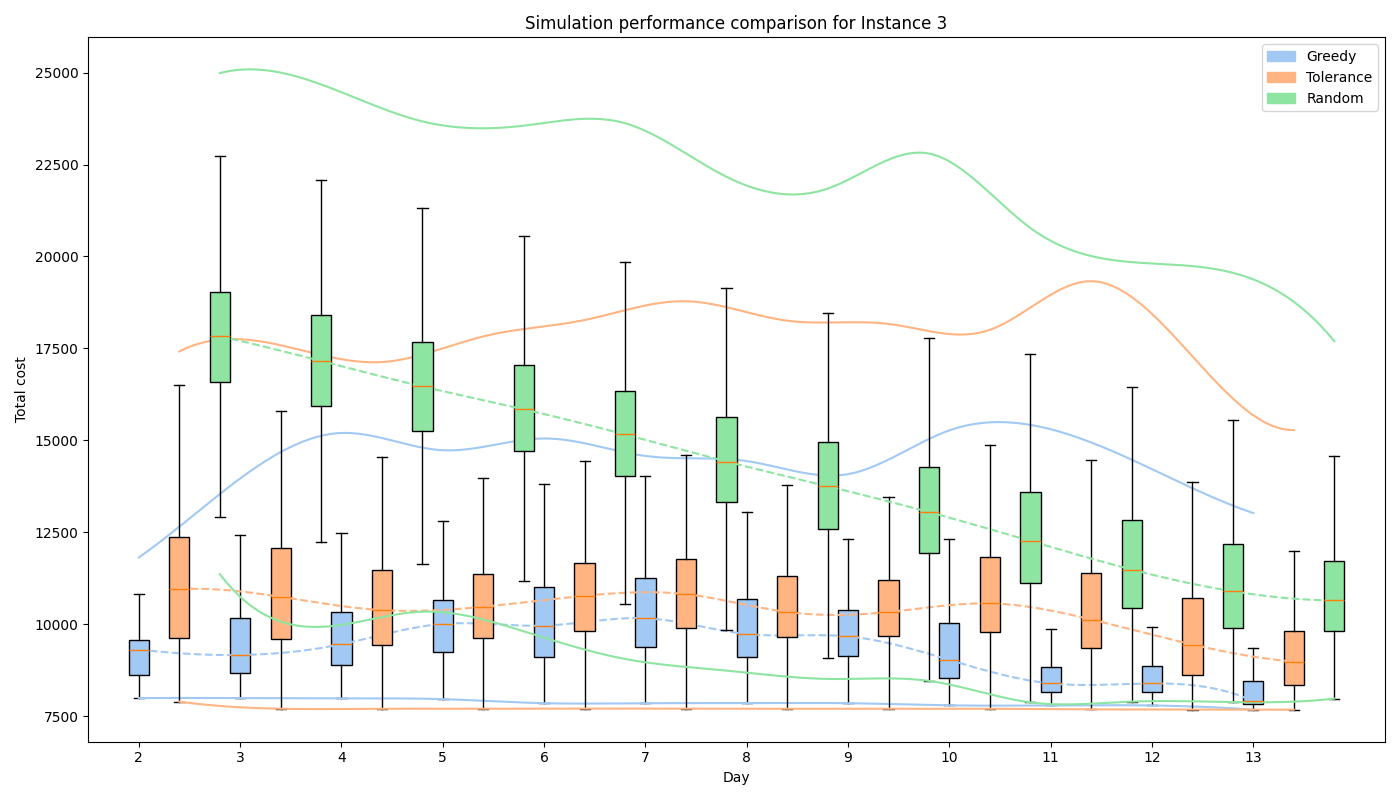 Simulation performance comparison for Instance 3
Greedy
Tolerance
Random
25000
22500
20000
17500
15000
12500
10000
7500
Total cost
2 3 4 5 6 7 8 9 10 11 12 13
Day